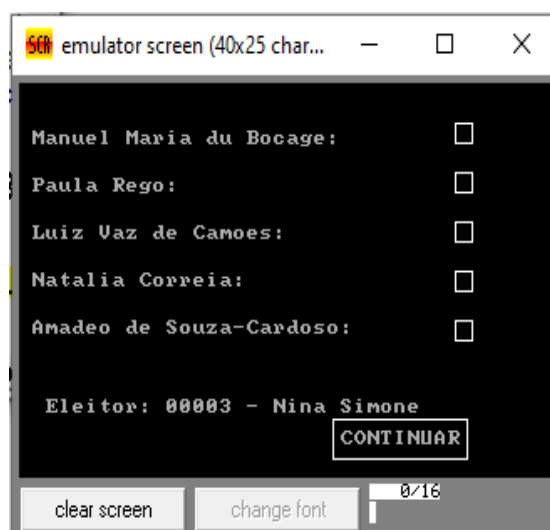 SCR emulator screen (40x25 char...
Manuel Maria du Bocage:
Paula Rego:
Luiz Vaz de Camoes:
Natalia Correia:
Amadeo de Souza-Cardoso:
Eleitor: 00003 - Nina Simone
CONTINUAR
clear screen change font 0/16